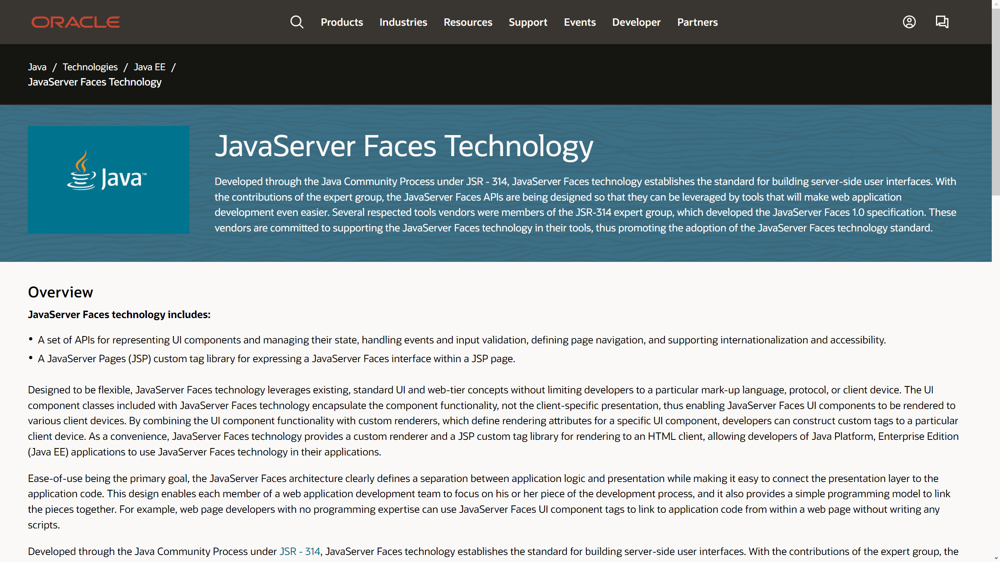 ORACLE
Products Industries Resources Support Events Developer Partners
Java / Technologies / Java EE /
JavaServer Faces Technology
Java™
JavaServer Faces Technology
Developed through the Java Community Process under JSR - 314, JavaServer Faces technology establishes the standard for building server-side user interfaces. With
the contributions of the expert group, the JavaServer Faces APIs are being designed so that they can be leveraged by tools that will make web application
development even easier. Several respected tools vendors were members of the JSR-314 expert group, which developed the JavaServer Faces 1.0 specification. These
vendors are committed to supporting the JavaServer Faces technology in their tools, thus promoting the adoption of the JavaServer Faces technology standard.
Overview
JavaServer Faces technology includes:
• A set of APIs for representing UI components and managing their state, handling events and input validation, defining page navigation, and supporting internationalization and accessibility.
• A JavaServer Pages (JSP) custom tag library for expressing a JavaServer Faces interface within a JSP page.
Designed to be flexible, JavaServer Faces technology leverages existing, standard UI and web-tier concepts without limiting developers to a particular mark-up language, protocol, or client device. The UI
component classes included with JavaServer Faces technology encapsulate the component functionality, not the client-specific presentation, thus enabling JavaServer Faces UI components to be rendered to
various client devices. By combining the UI component functionality with custom renderers, which define rendering attributes for a specific UI component, developers can construct custom tags to a particular
client device. As a convenience, JavaServer Faces technology provides a custom renderer and a JSP custom tag library for rendering to an HTML client, allowing developers of Java Platform, Enterprise Edition
(Java EE) applications to use JavaServer Faces technology in their applications.
Ease-of-use being the primary goal, the JavaServer Faces architecture clearly defines a separation between application logic and presentation while making it easy to connect the presentation layer to the
application code. This design enables each member of a web application development team to focus on his or her piece of the development process, and it also provides a simple programming model to link
the pieces together. For example, web page developers with no programming expertise can use JavaServer Faces UI component tags to link to application code from within a web page without writing any
scripts.
Developed through the Java Community Process under JSR - 314, JavaServer Faces technology establishes the standard for building server-side user interfaces. With the contributions of the expert group, the